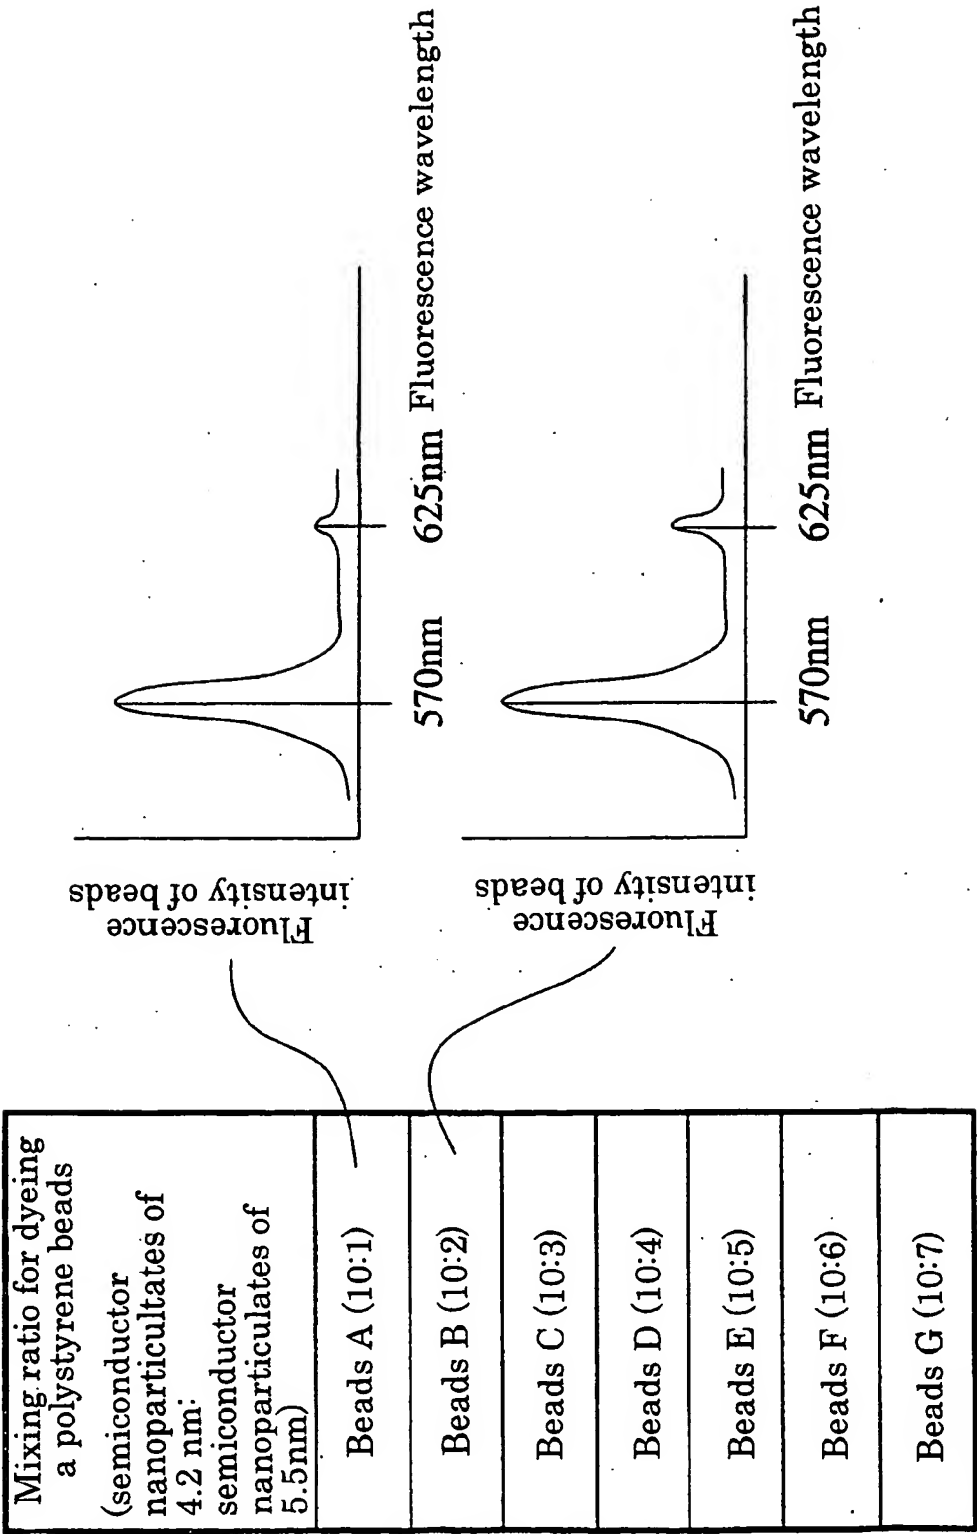 Mixing ratio for dyeing
a polystyrene beads
(semiconductor
nanoparticultates of
4.2 nm:
semiconductor
nanoparticulates of
5.5nm)
Beads A (10:1)
Beads B (10:2)
Beads C (10:3)
Beads D (10:4)
Beads E (10:5)
Beads F (10:6)
Beads G (10:7)
Fluorescence
intensity of beads
570nm
625nm
Fluorescence wavelength
Fluorescence
intensity of beads
570nm
625nm
Fluorescence wavelength